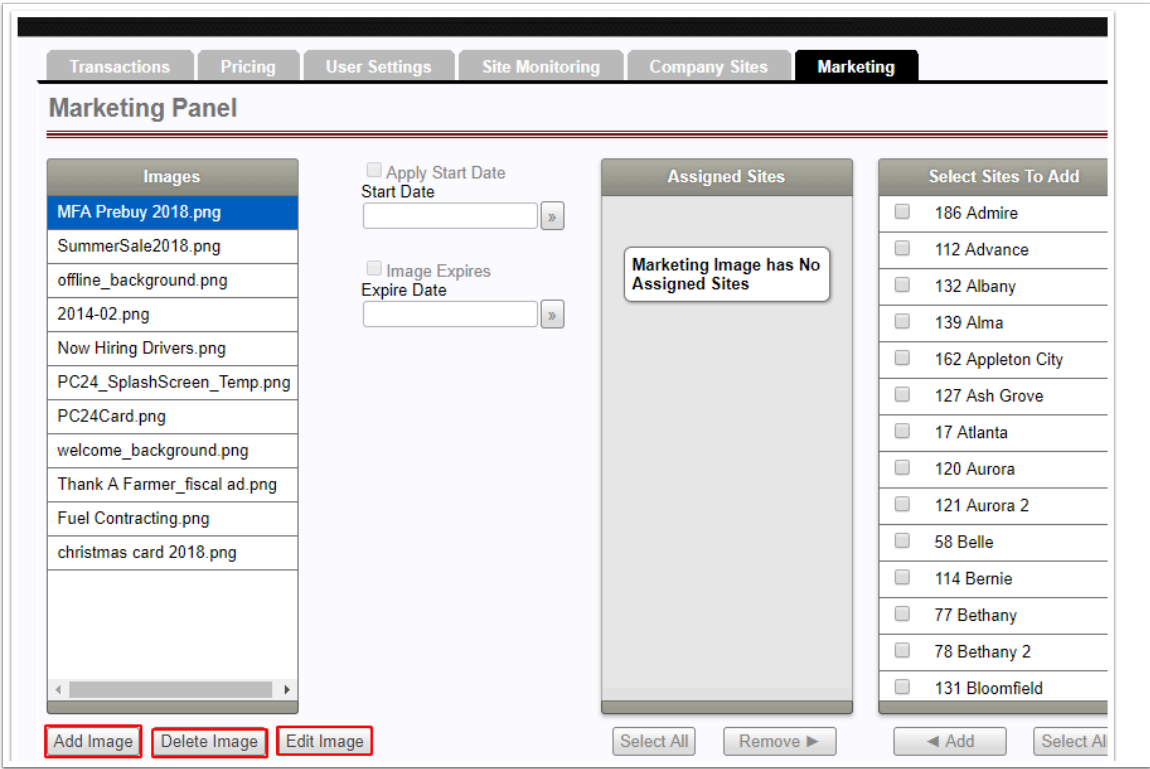 Transactions Pricing User Settings Site Monitoring Company Sites Marketing
Marketing Panel
Images
MFA Prebuy 2018.png
SummerSale2018.png
offline_background.png
2014-02.png
Now Hiring Drivers.png
PC24_SplashScreen_Temp.png
PC24Card.png
welcome_background.png
Thank A Farmer_fiscal ad.png
Fuel Contracting.png
christmas card 2018.png
Add Image Delete Image Edit Image
Apply Start Date
Start Date
»
Image Expires
Expire Date
»
Assigned Sites
Marketing Image has No
Assigned Sites
Select All Remove ►
Select Sites To Add
186 Admire
112 Advance
132 Albany
139 Alma
162 Appleton City
127 Ash Grove
17 Atlanta
120 Aurora
121 Aurora 2
58 Belle
114 Bernie
77 Bethany
78 Bethany 2
131 Bloomfield
◄ Add Select Al